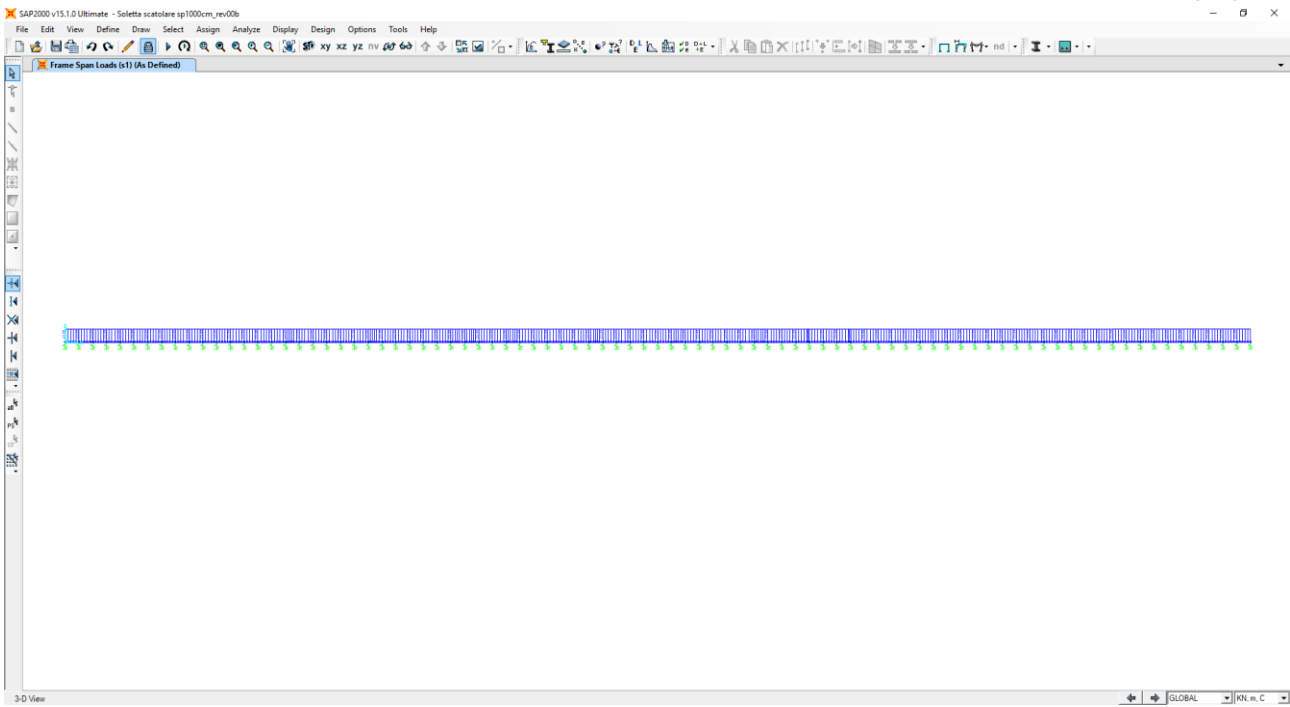 SAP2000 v15.1.0 Ultimate - Soletta scatolare sp1000cm_rev00b
File Edit View Define Draw Select Assign Analyze Display Design Options Tools Help
xy xz yz nv nd
Frame Span Loads (s1) (As Defined)
3-D View
GLOBAL
KN, m, C